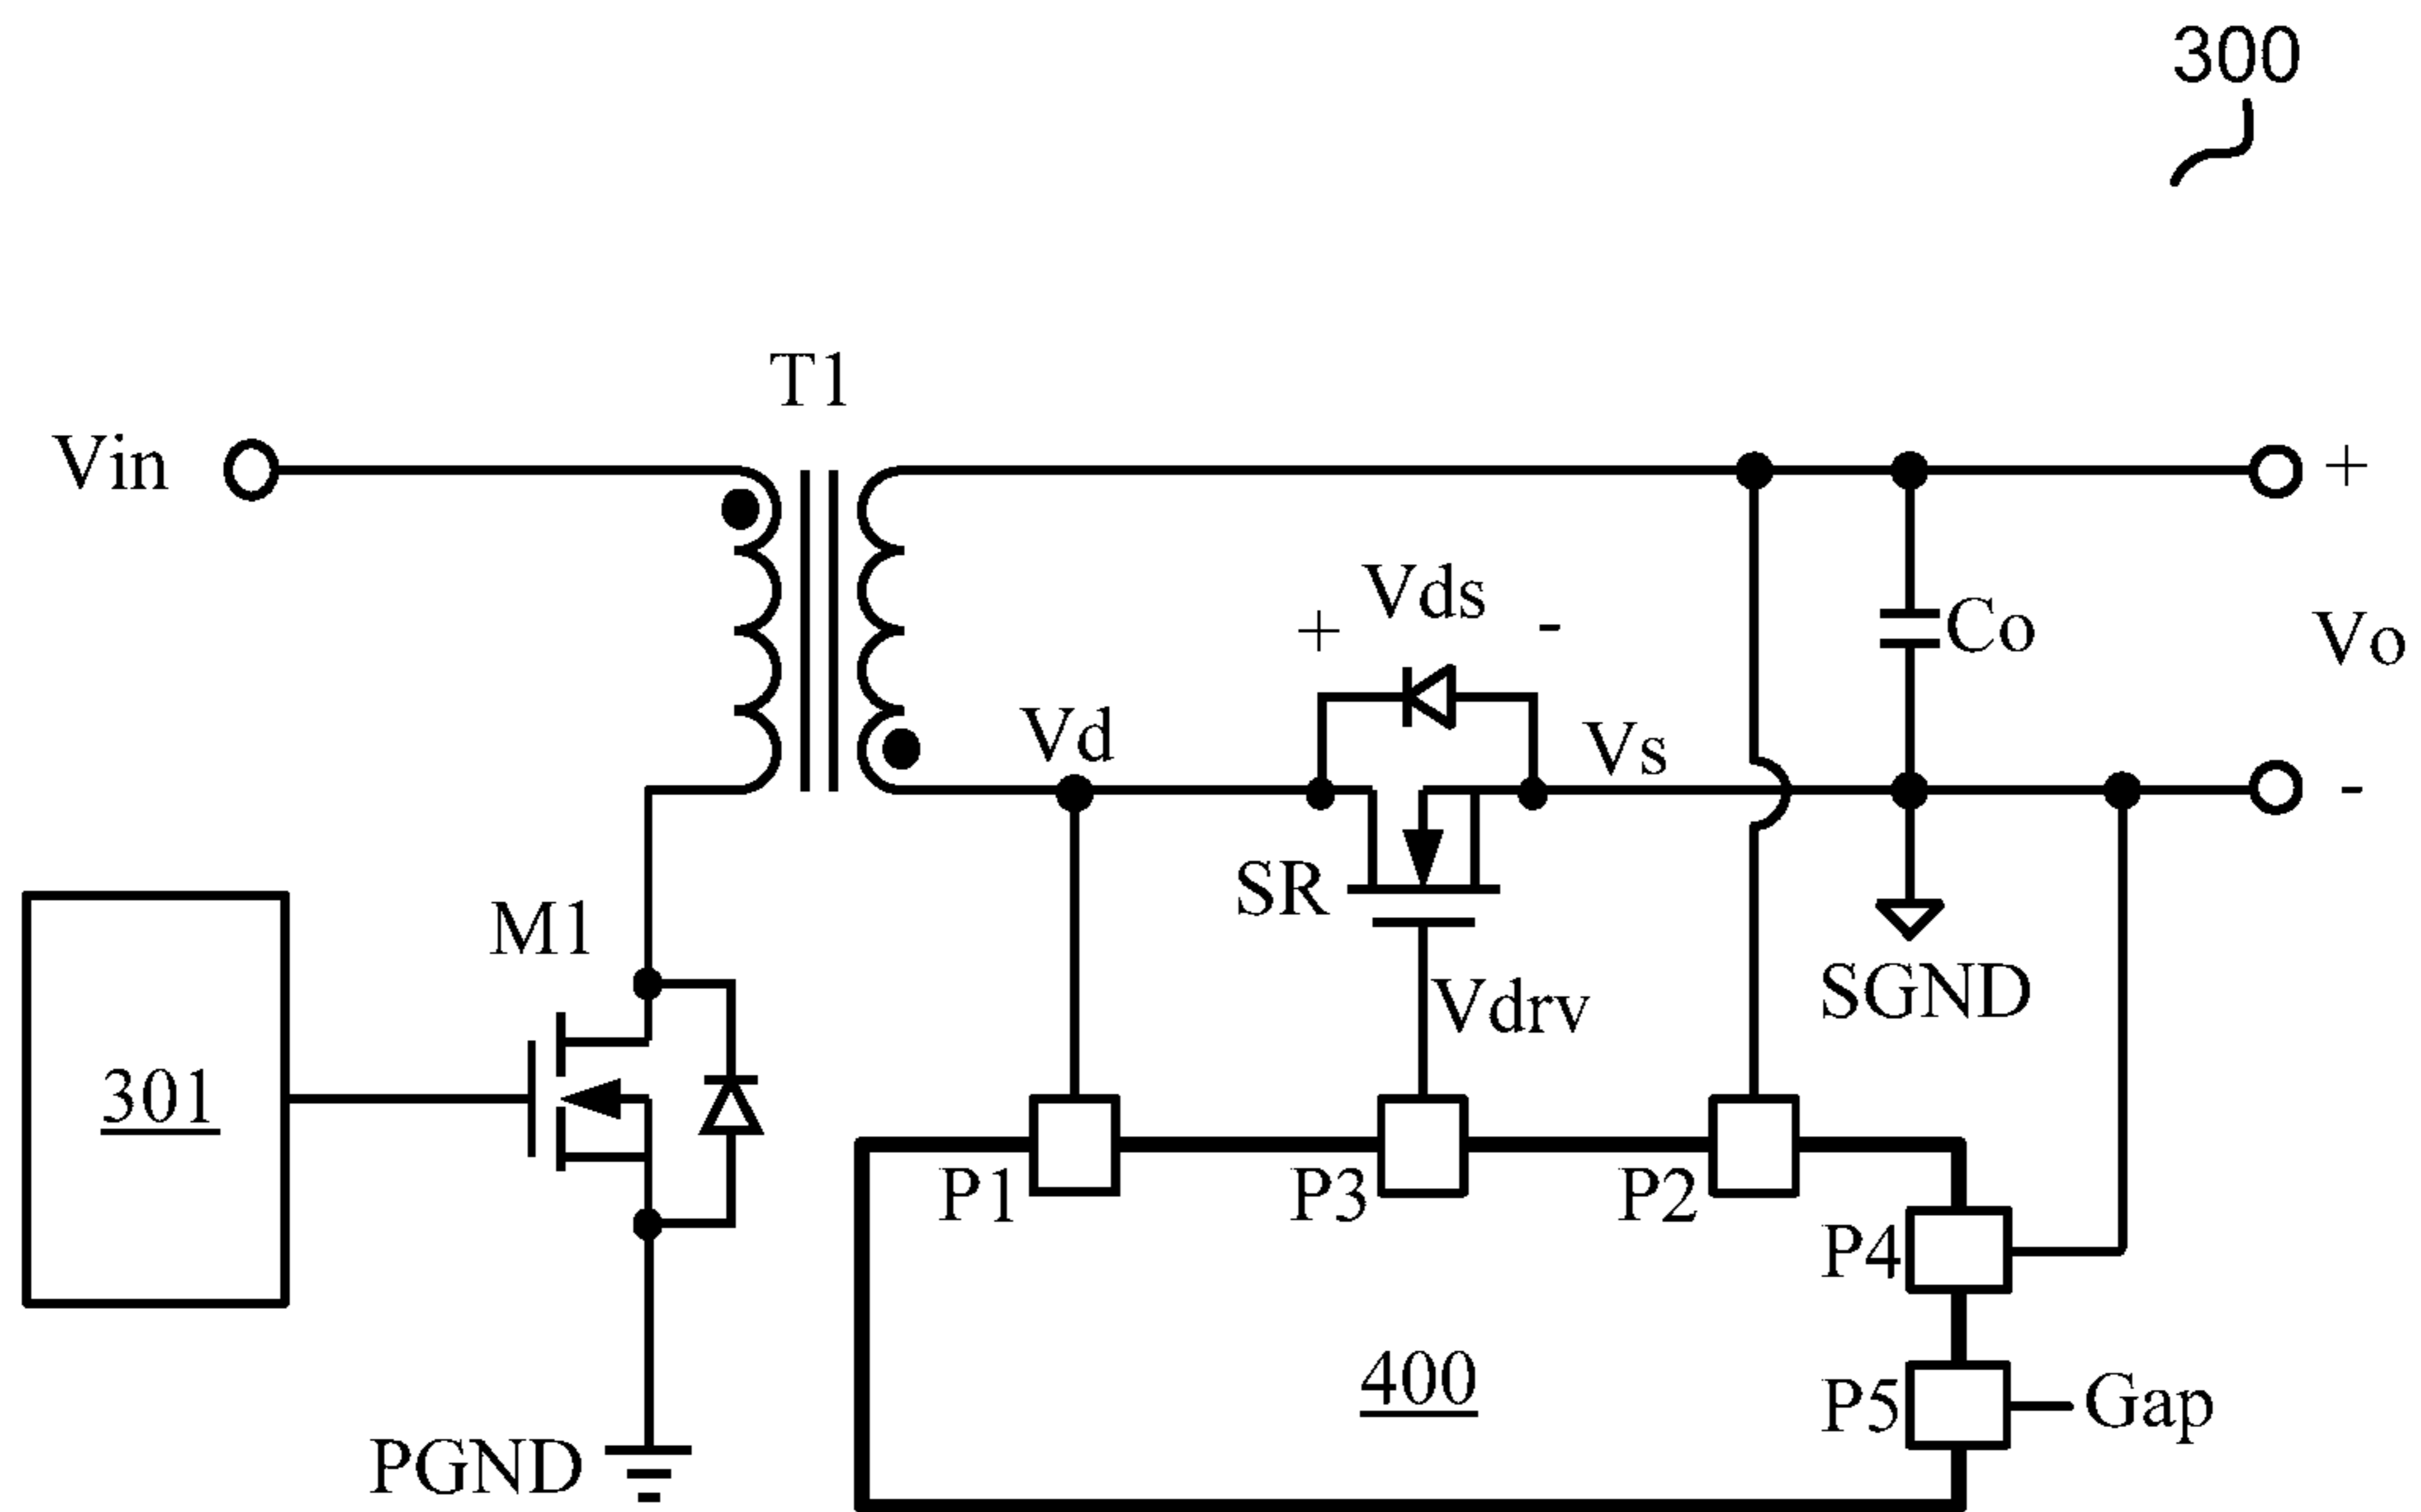 300
T1
Vin
+
Vds
+ -
Co
Vo
Vd
Vs
-
SR
M1
SGND
Vdrv
301
P1
P3
P2
P4
400
P5
Gap
PGND